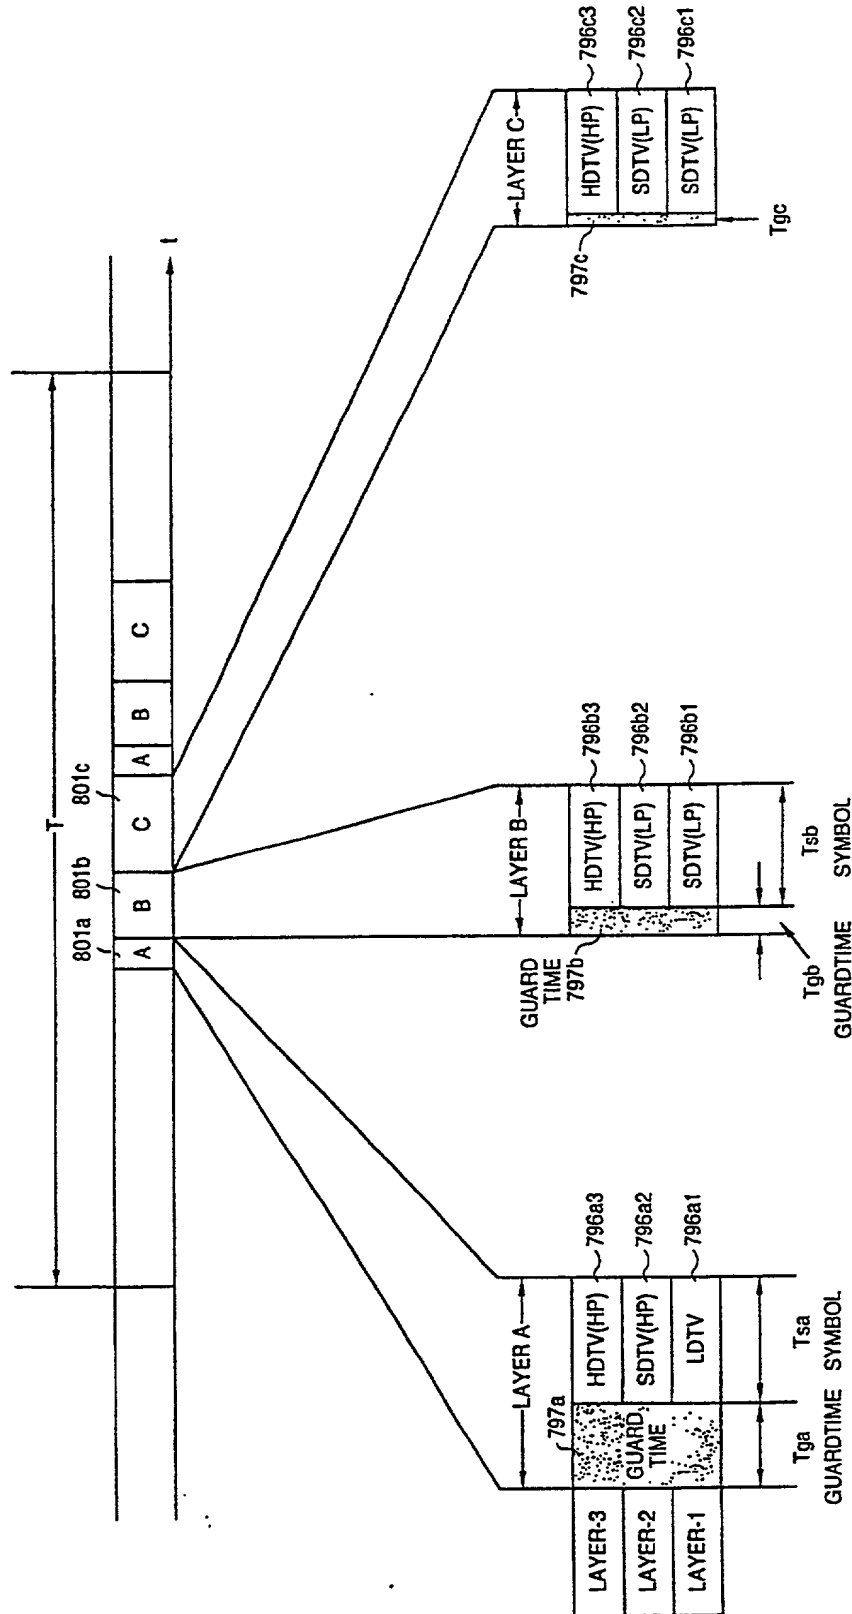 T
801a
801b
801c
A
B
C
A
B
C
t
LAYER A
797a
GUARD
TIME
LAYER-3
LAYER-2
LAYER-1
HDTV(HP)
796a3
SDTV(HP)
796a2
LDTV
796a1
Tga
GUARDTIME
Tsa
SYMBOL
LAYER B
GUARD
TIME
797b
HDTV(HP)
796b3
SDTV(LP)
796b2
SDTV(LP)
796b1
Tgb
GUARDTIME
Tsb
SYMBOL
LAYER C
797c
HDTV(HP)
796c3
SDTV(LP)
796c2
SDTV(LP)
796c1
Tgc